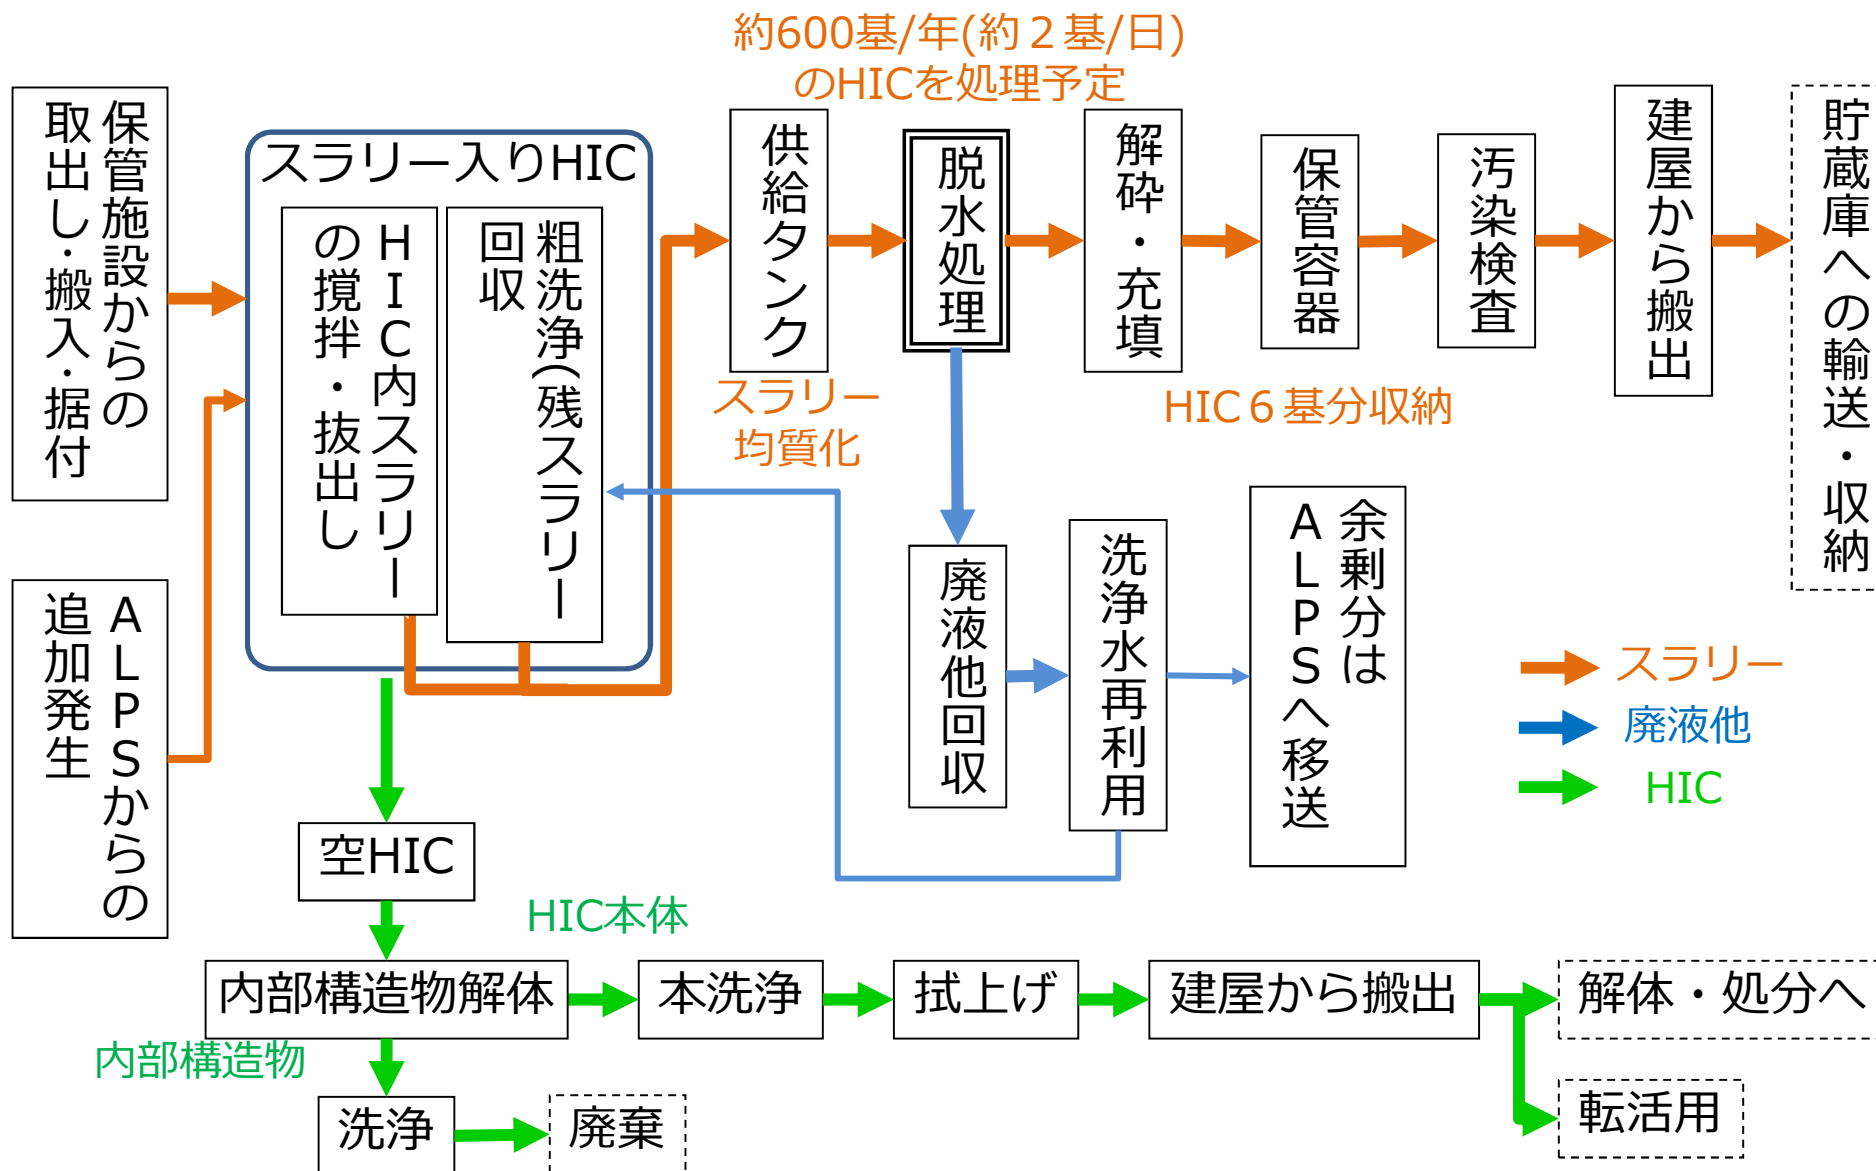 約600基/年(約２基/日)
のHICを処理予定
保管施設からの
取出し・搬入・据付
スラリー入りHIC
ＨＩＣ内スラリー
の撹拌・抜出し
粗洗浄(残スラリー
回収
供給タンク
スラリー
均質化
脱水処理
解砕・充填
保管容器
HIC６基分収納
汚染検査
建屋から搬出
貯蔵庫への輸送・収納
ＡＬＰＳからの
追加発生
廃液他回収
洗浄水再利用
余剰分は
ＡＬＰＳへ移送
スラリー
廃液他
HIC
空HIC
HIC本体
内部構造物解体
本洗浄
拭上げ
建屋から搬出
解体・処分へ
転活用
内部構造物
洗浄
廃棄